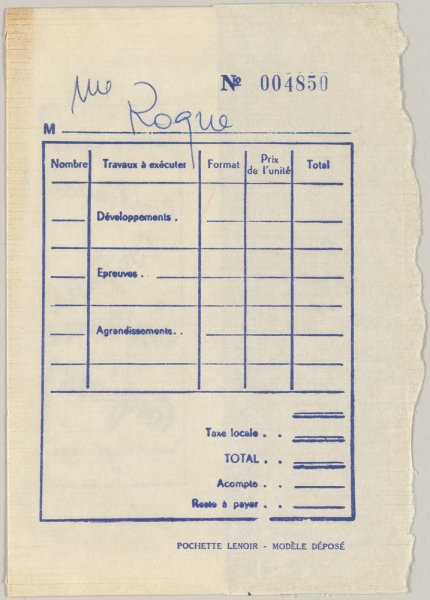 Nº 004850
Mme
M Roque
Nombre Travaux à exécuter Format Prix de l'unité Total
Développements .
Epreuves .
Agrandissements . .
Taxe locale . .
TOTAL . .
Acompte . .
Reste à payer . .
POCHETTE LENOIR - MODÈLE DÉPOSÉ